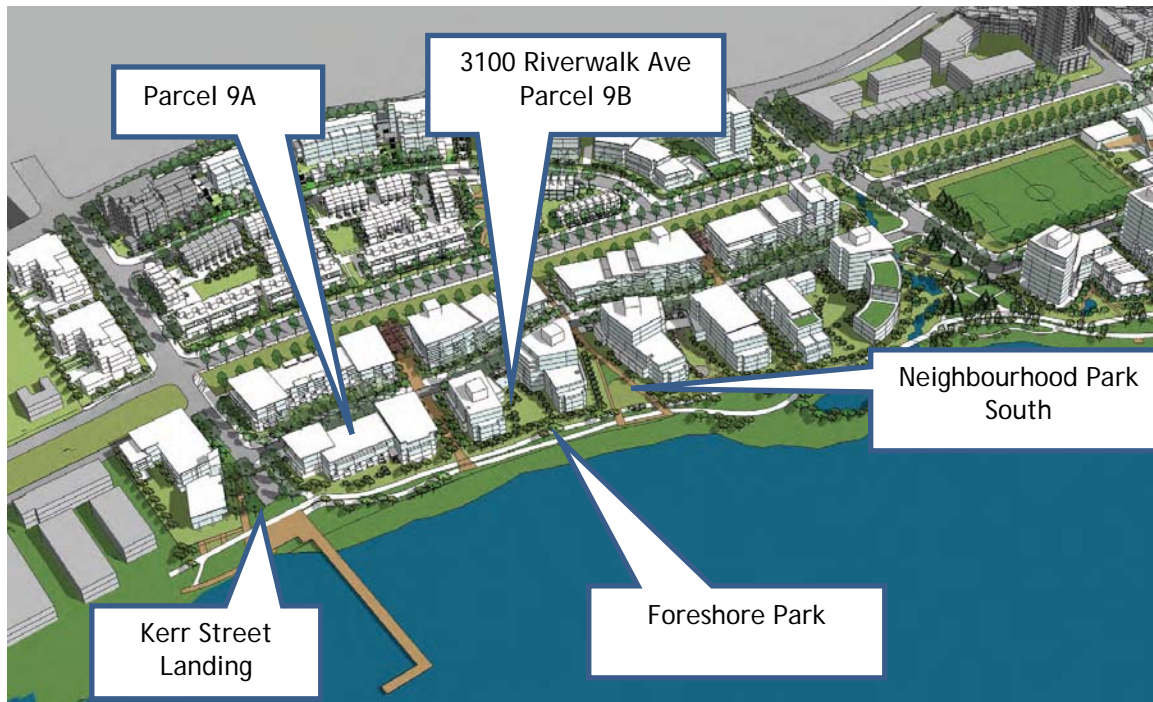 Parcel 9A
3100 Riverwalk Ave
Parcel 9B
Neighbourhood Park
South
Foreshore Park
Kerr Street
Landing